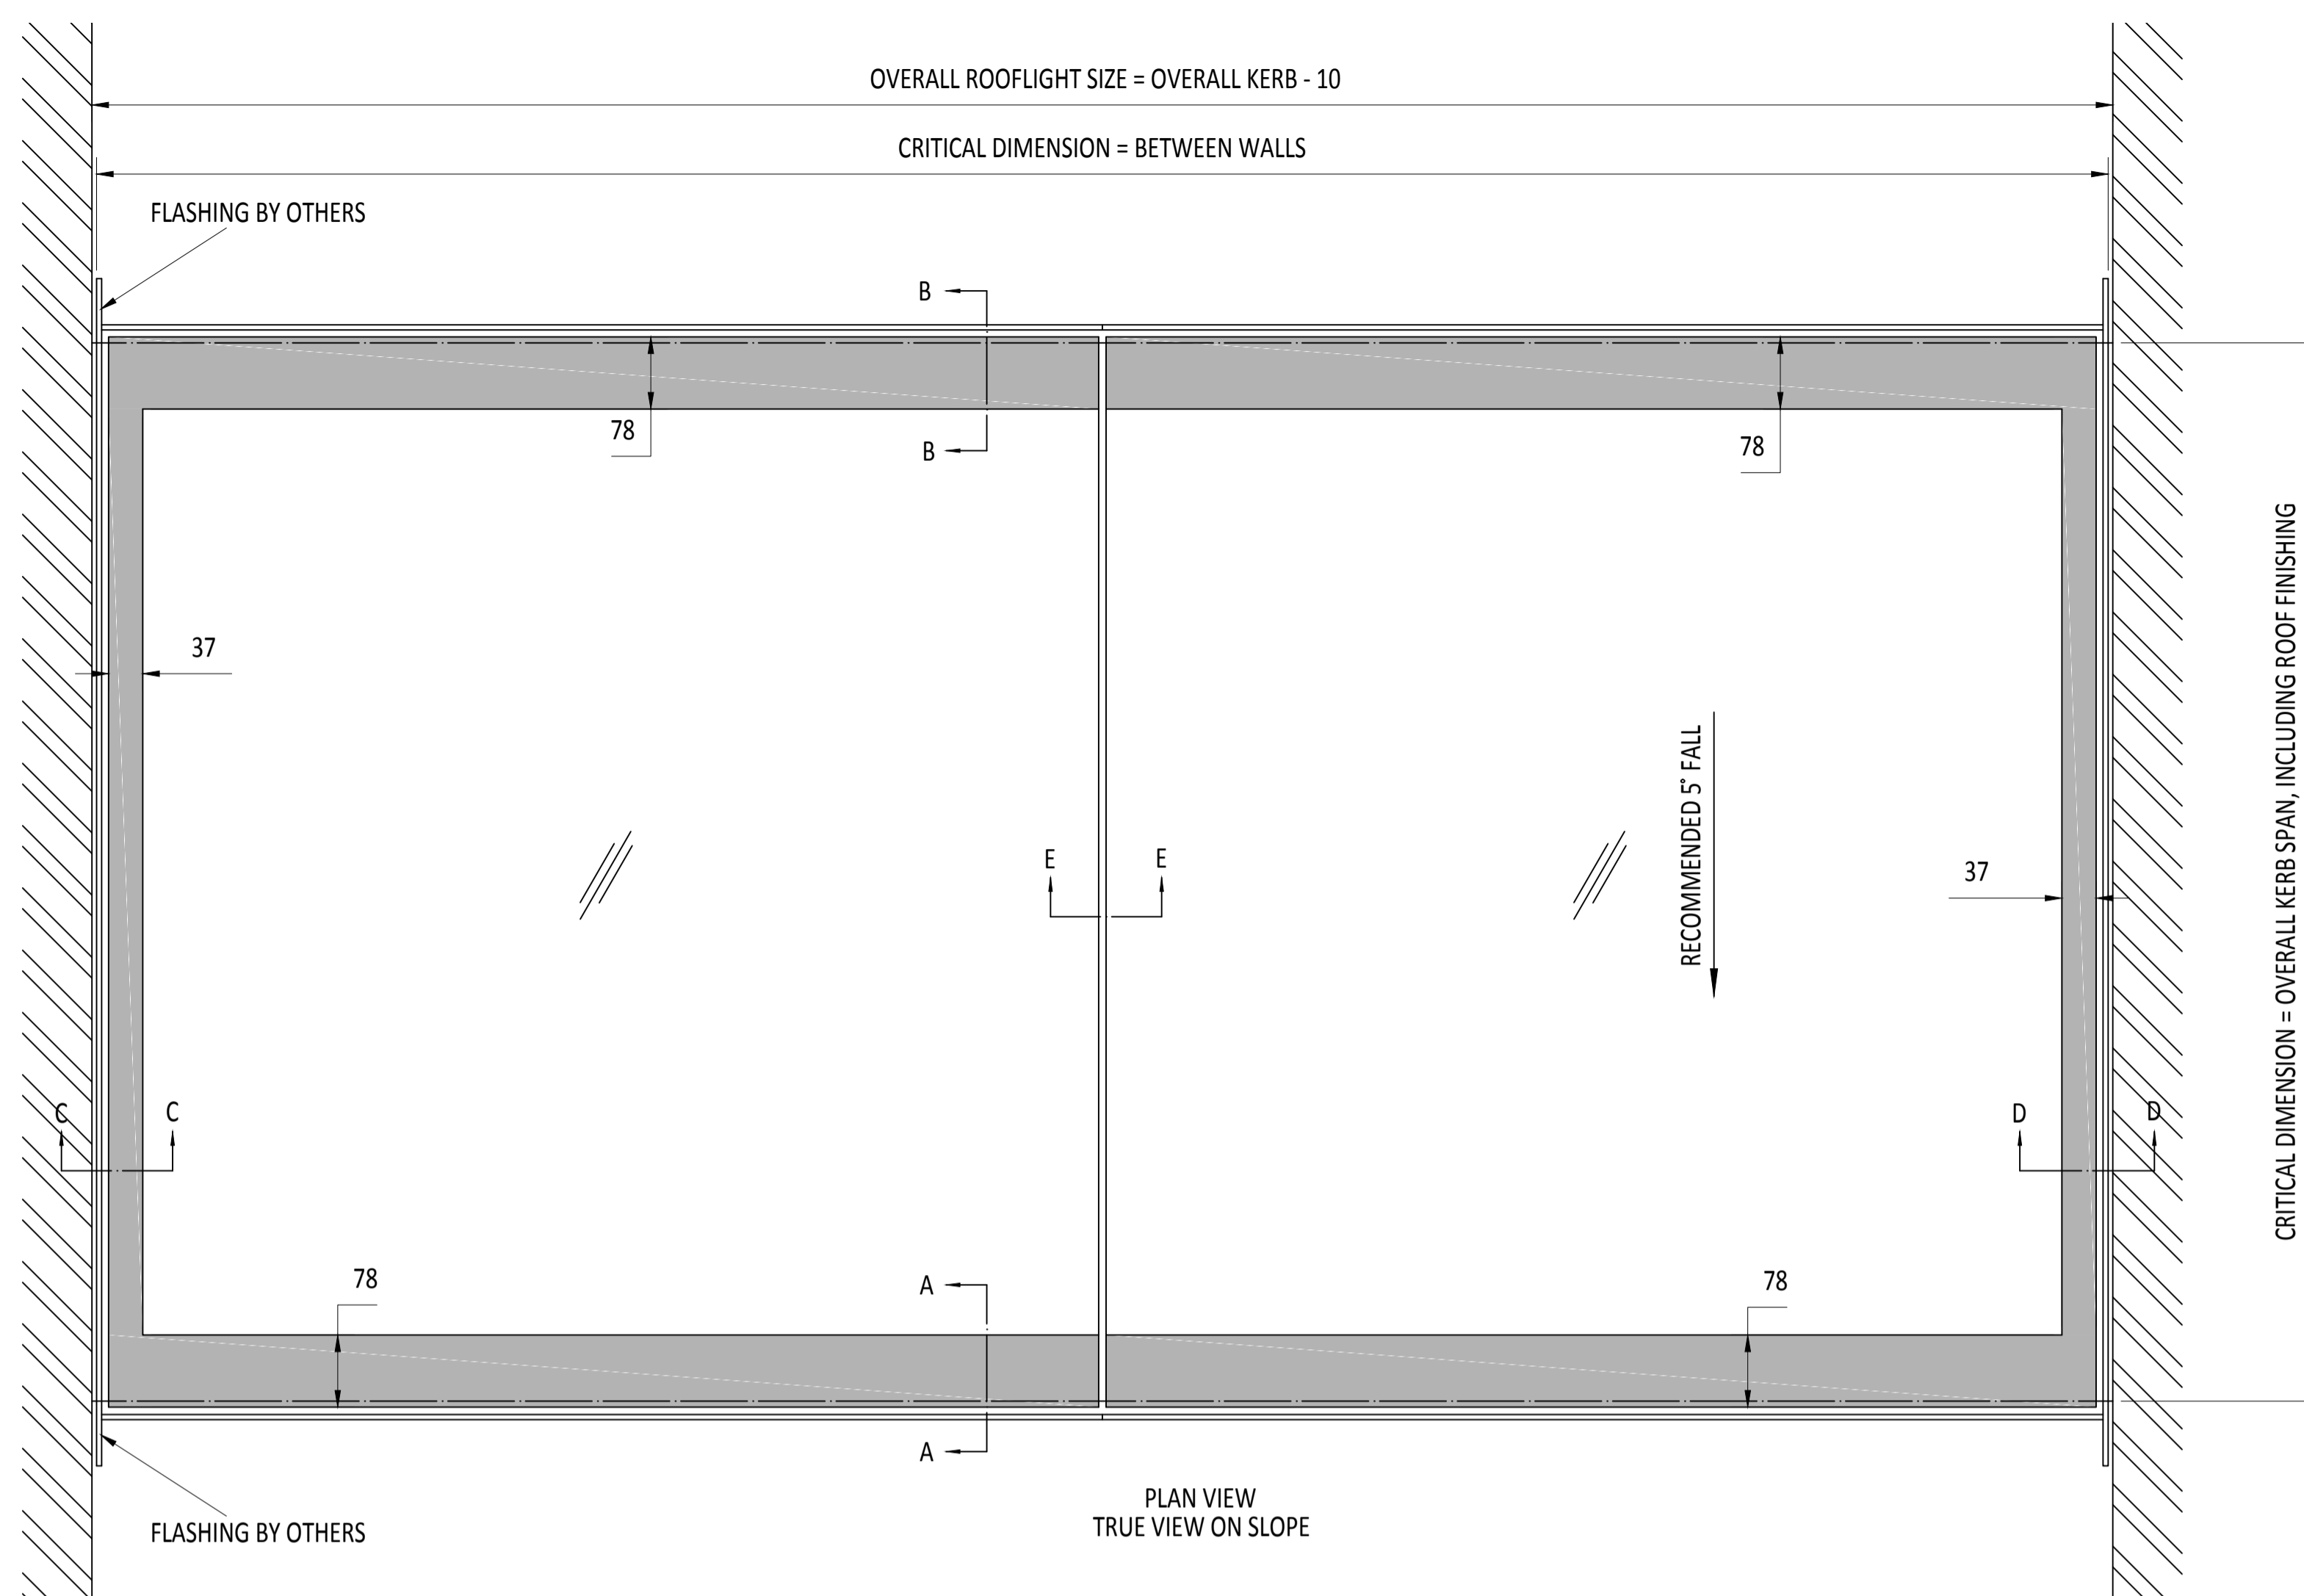 OVERALL ROOFLIGHT SIZE = OVERALL KERB - 10
CRITICAL DIMENSION = BETWEEN WALLS
FLASHING BY OTHERS
B
78
78
B
CRITICAL DIMENSION = OVERALL KERB SPAN, INCLUDING ROOF FINISHING
37
RECOMMENDED 5° FALL
E
E
37
C
C
D
D
78
A
78
A
PLAN VIEW
TRUE VIEW ON SLOPE
FLASHING BY OTHERS